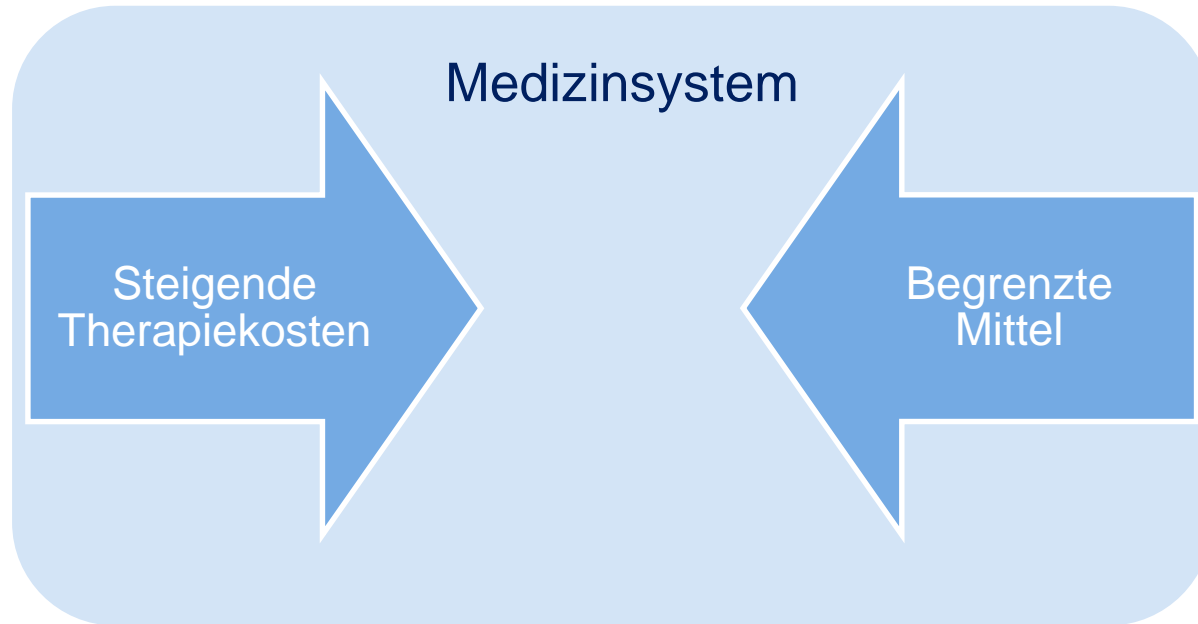 Medizinsystem
Steigende
Therapiekosten
Begrenzte
Mittel